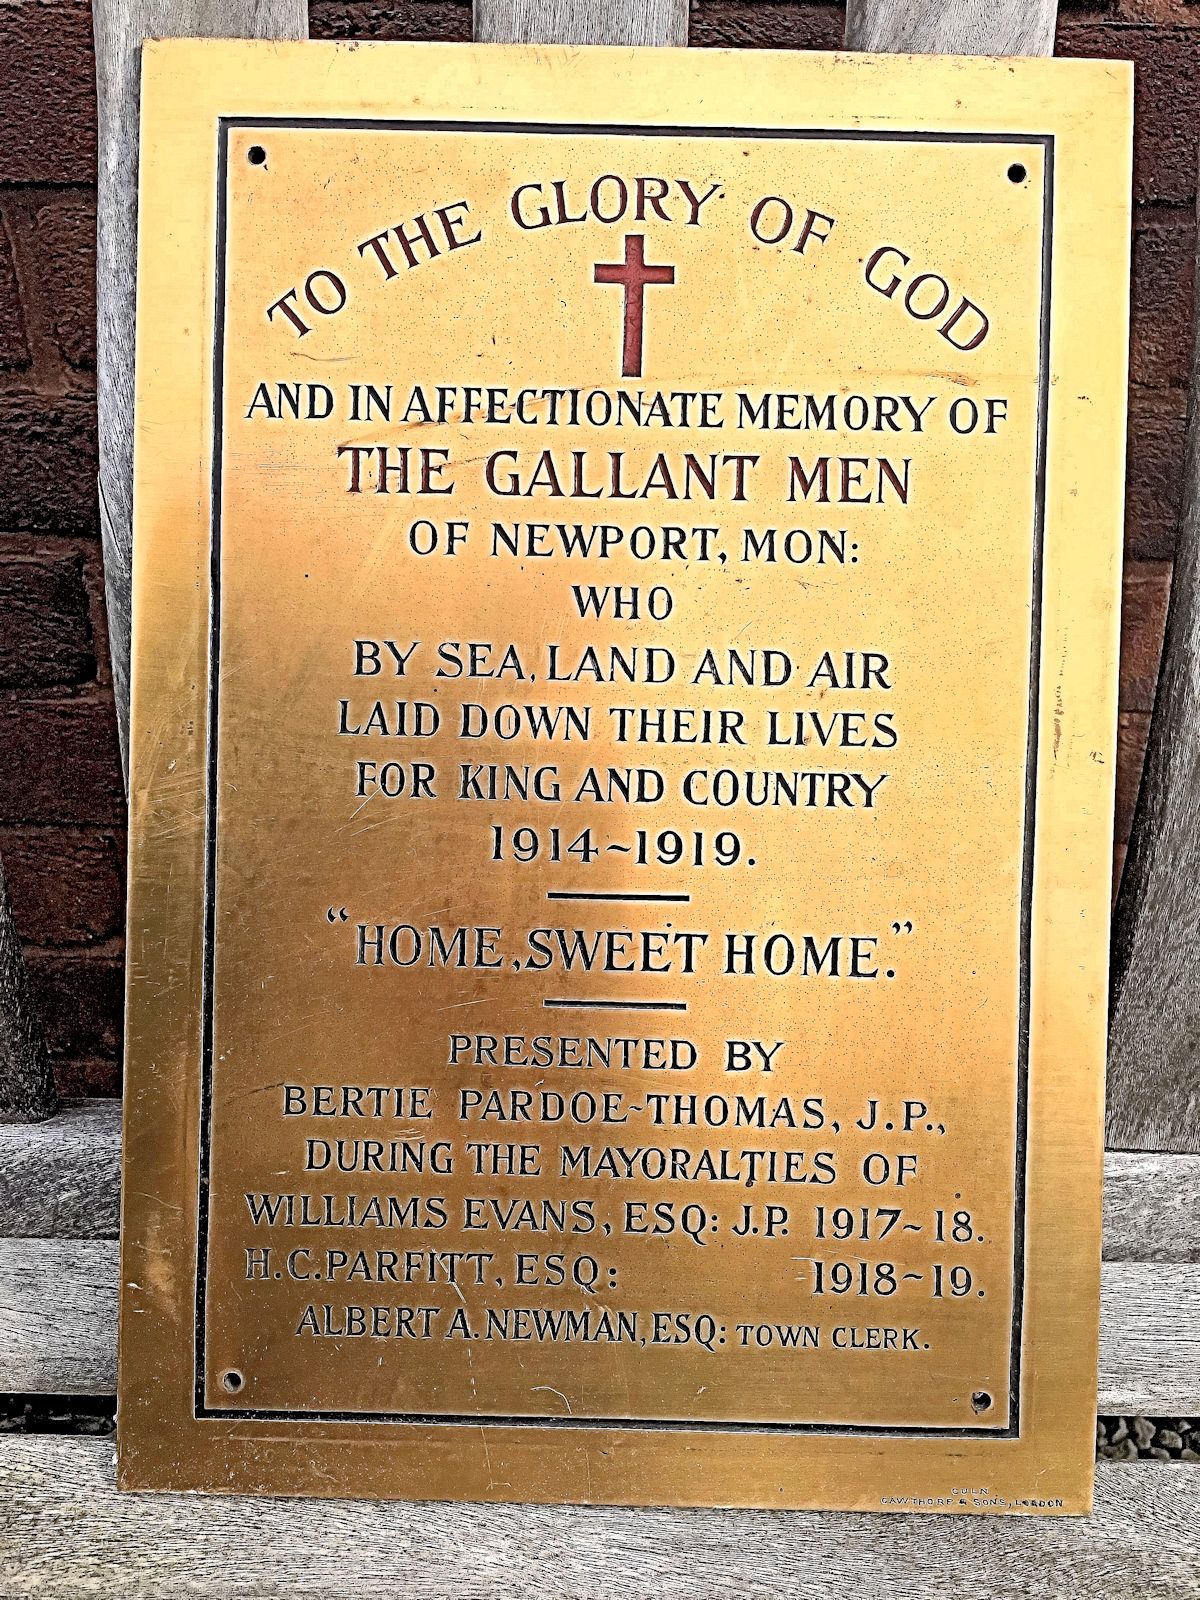 TO THE GLORY OF GOD
AND IN AFFECTIONATE MEMORY OF
THE GALLANT MEN
OF NEWPORT, MON:
WHO
BY SEA, LAND AND AIR
LAID DOWN THEIR LIVES
FOR KING AND COUNTRY
1914~1919.
"HOME, SWEET HOME."
PRESENTED BY
BERTIE PARDOE~THOMAS, J.P.,
DURING THE MAYORALTIES OF
WILLIAMS EVANS, ESQ: J.P. 1917~18.
H.C. PARFITT, ESQ: 1918~19.
ALBERT A. NEWMAN, ESQ: TOWN CLERK.
GAWTHORP & SONS, LONDON